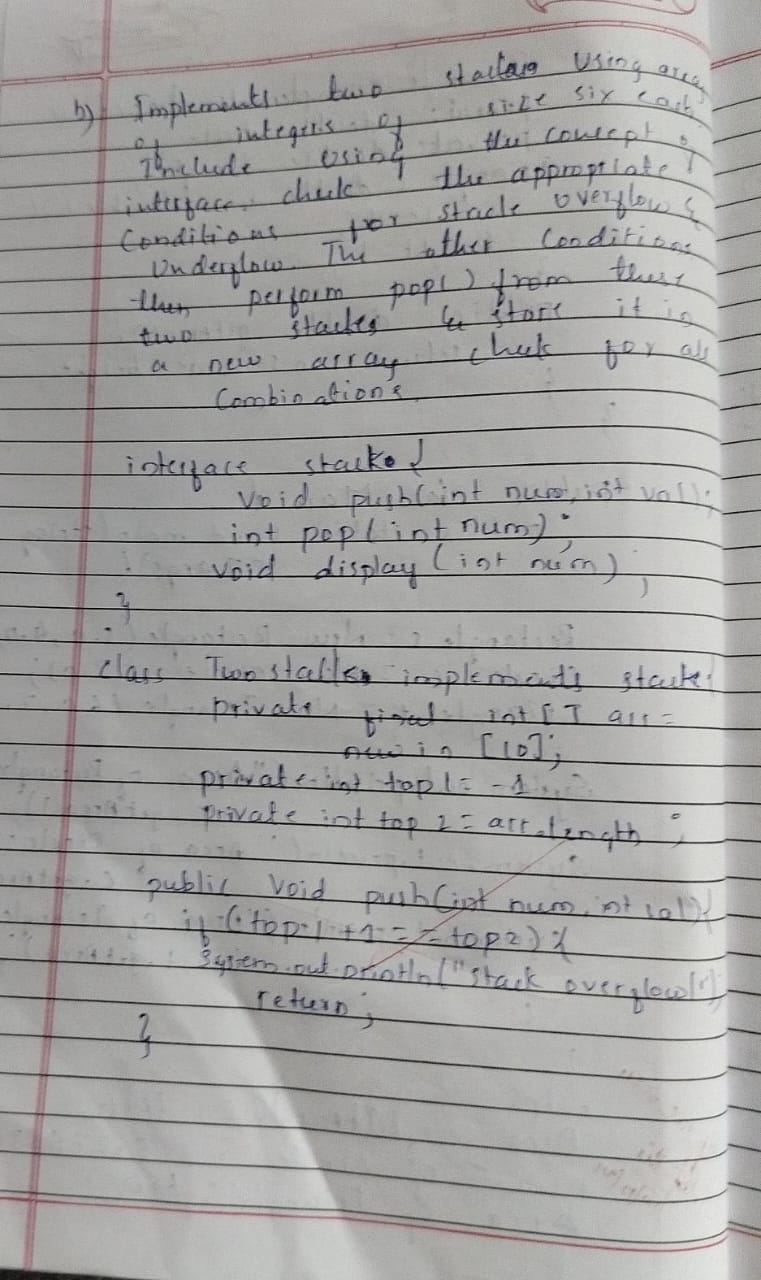 b) Implements two stacks using array
of integers of size six each
Include using the concept of
interface. check the appropriate
Conditions for stack overflow &
Underflow. The other Conditions
then perform pop() from these
two stacks & store it in
a new array check for all
Combinations
interface stack {
void push(int num, int val);
int pop(int num);
void display(int num);
}
class Two stacks implements stack
private final int[] arr =
new in [10];
private int top1 = -1
private int top2 = arr.length;
public void push(int num, int val){
if (top1 +1 == top2) {
System.out.println("Stack overflow");
return;
}